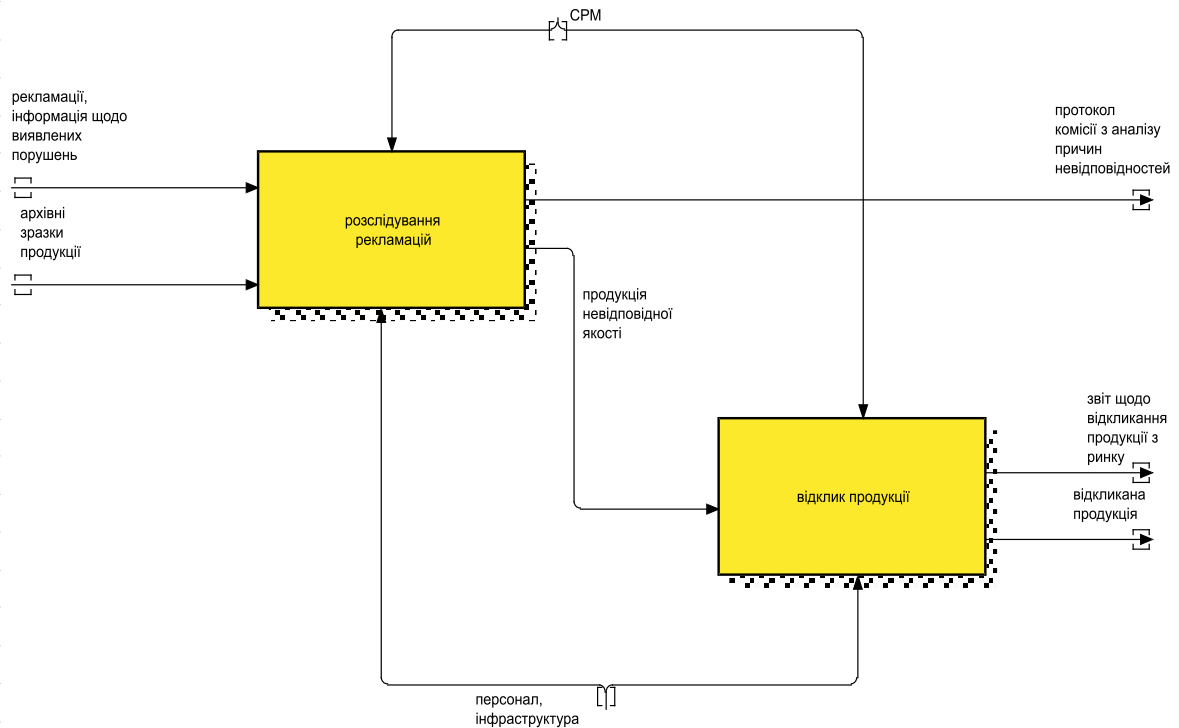 СРМ
рекламації,
інформація щодо
виявлених
порушень
протокол
комісії з аналізу
причин
невідповідностей
архівні
зразки
продукції
розслідування
рекламацій
продукція
невідповідної
якості
звіт щодо
відкликання
продукції з
ринку
відклик продукції
відкликана
продукція
персонал,
інфраструктура